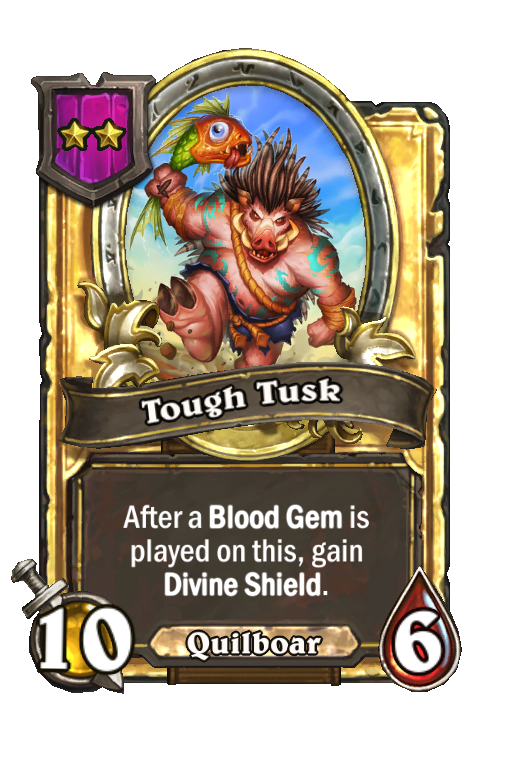 Tough Tusk
After a Blood Gem is
played on this, gain
Divine Shield.
10
Quilboar
6